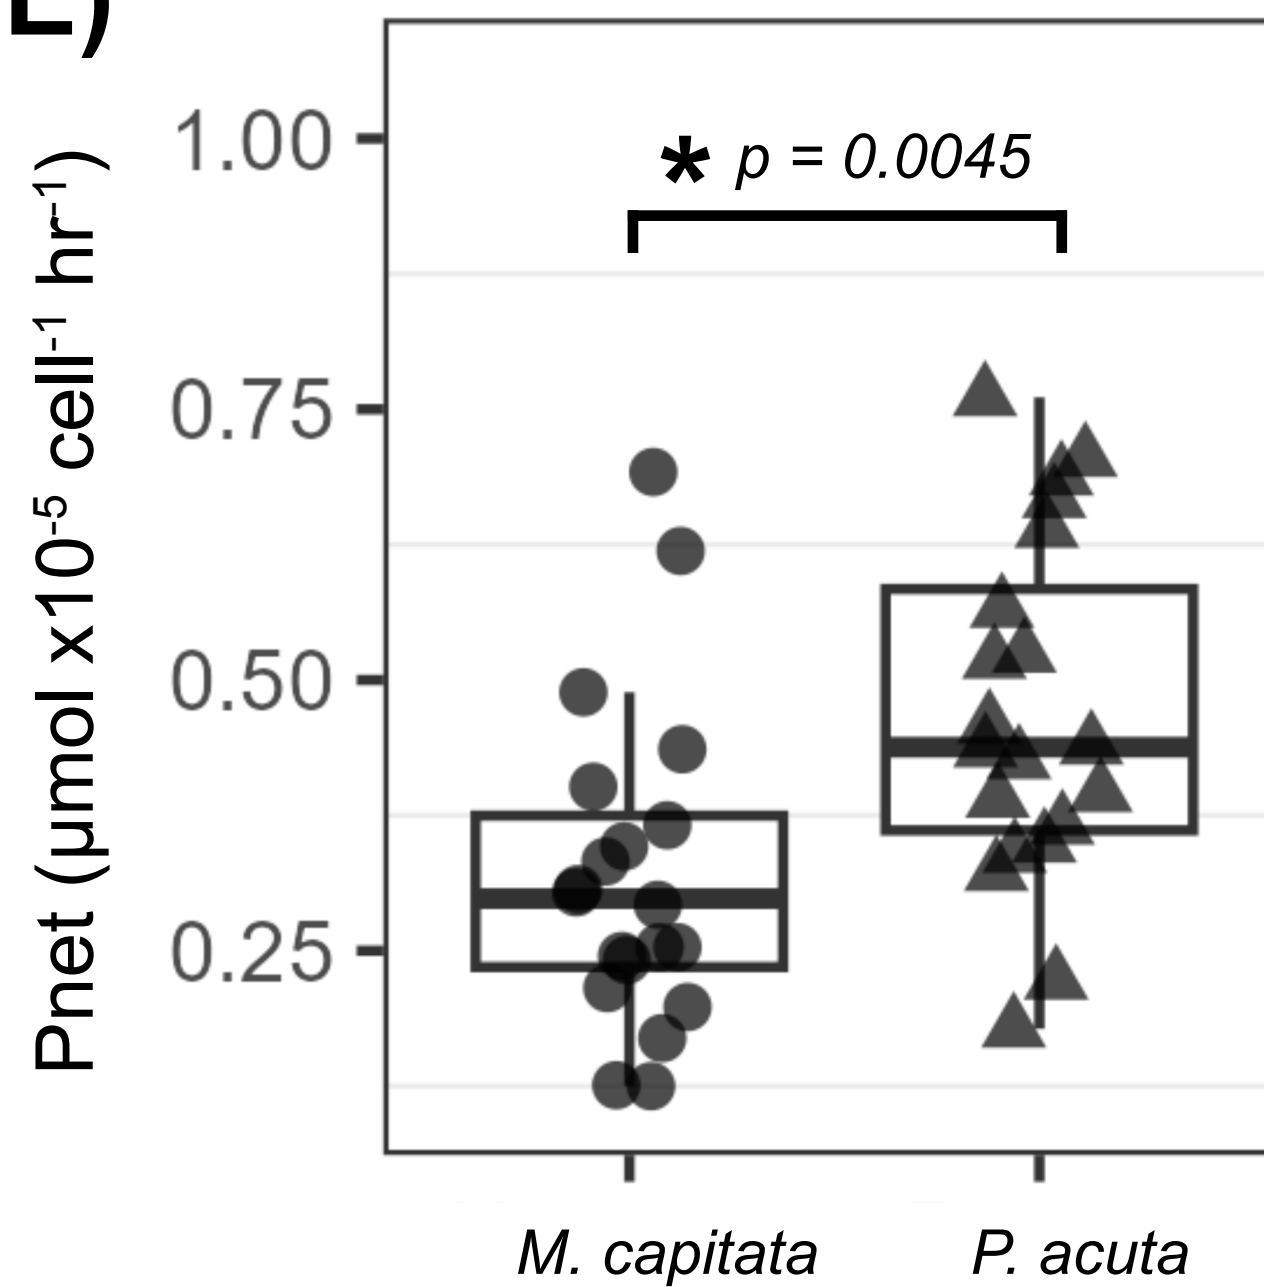 1.00
* p = 0.0045
0.75
0.50
0.25
Pnet (µmol x10⁻⁵ cell⁻¹ hr⁻¹)
M. capitata
P. acuta